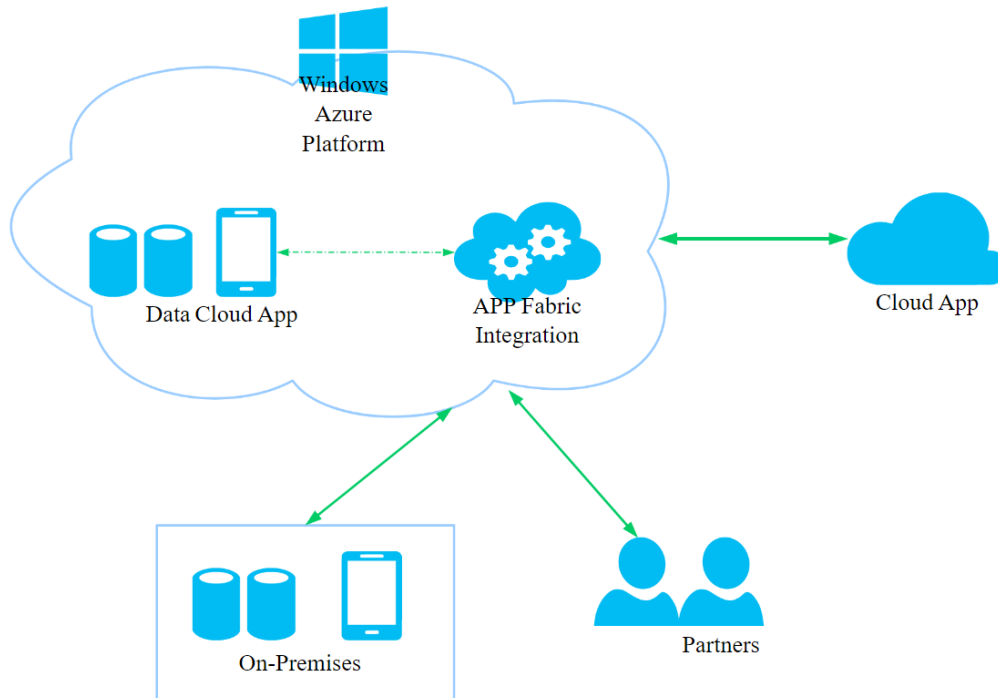 Windows
Azure
Platform
Data Cloud App
APP Fabric
Integration
Cloud App
On-Premises
Partners